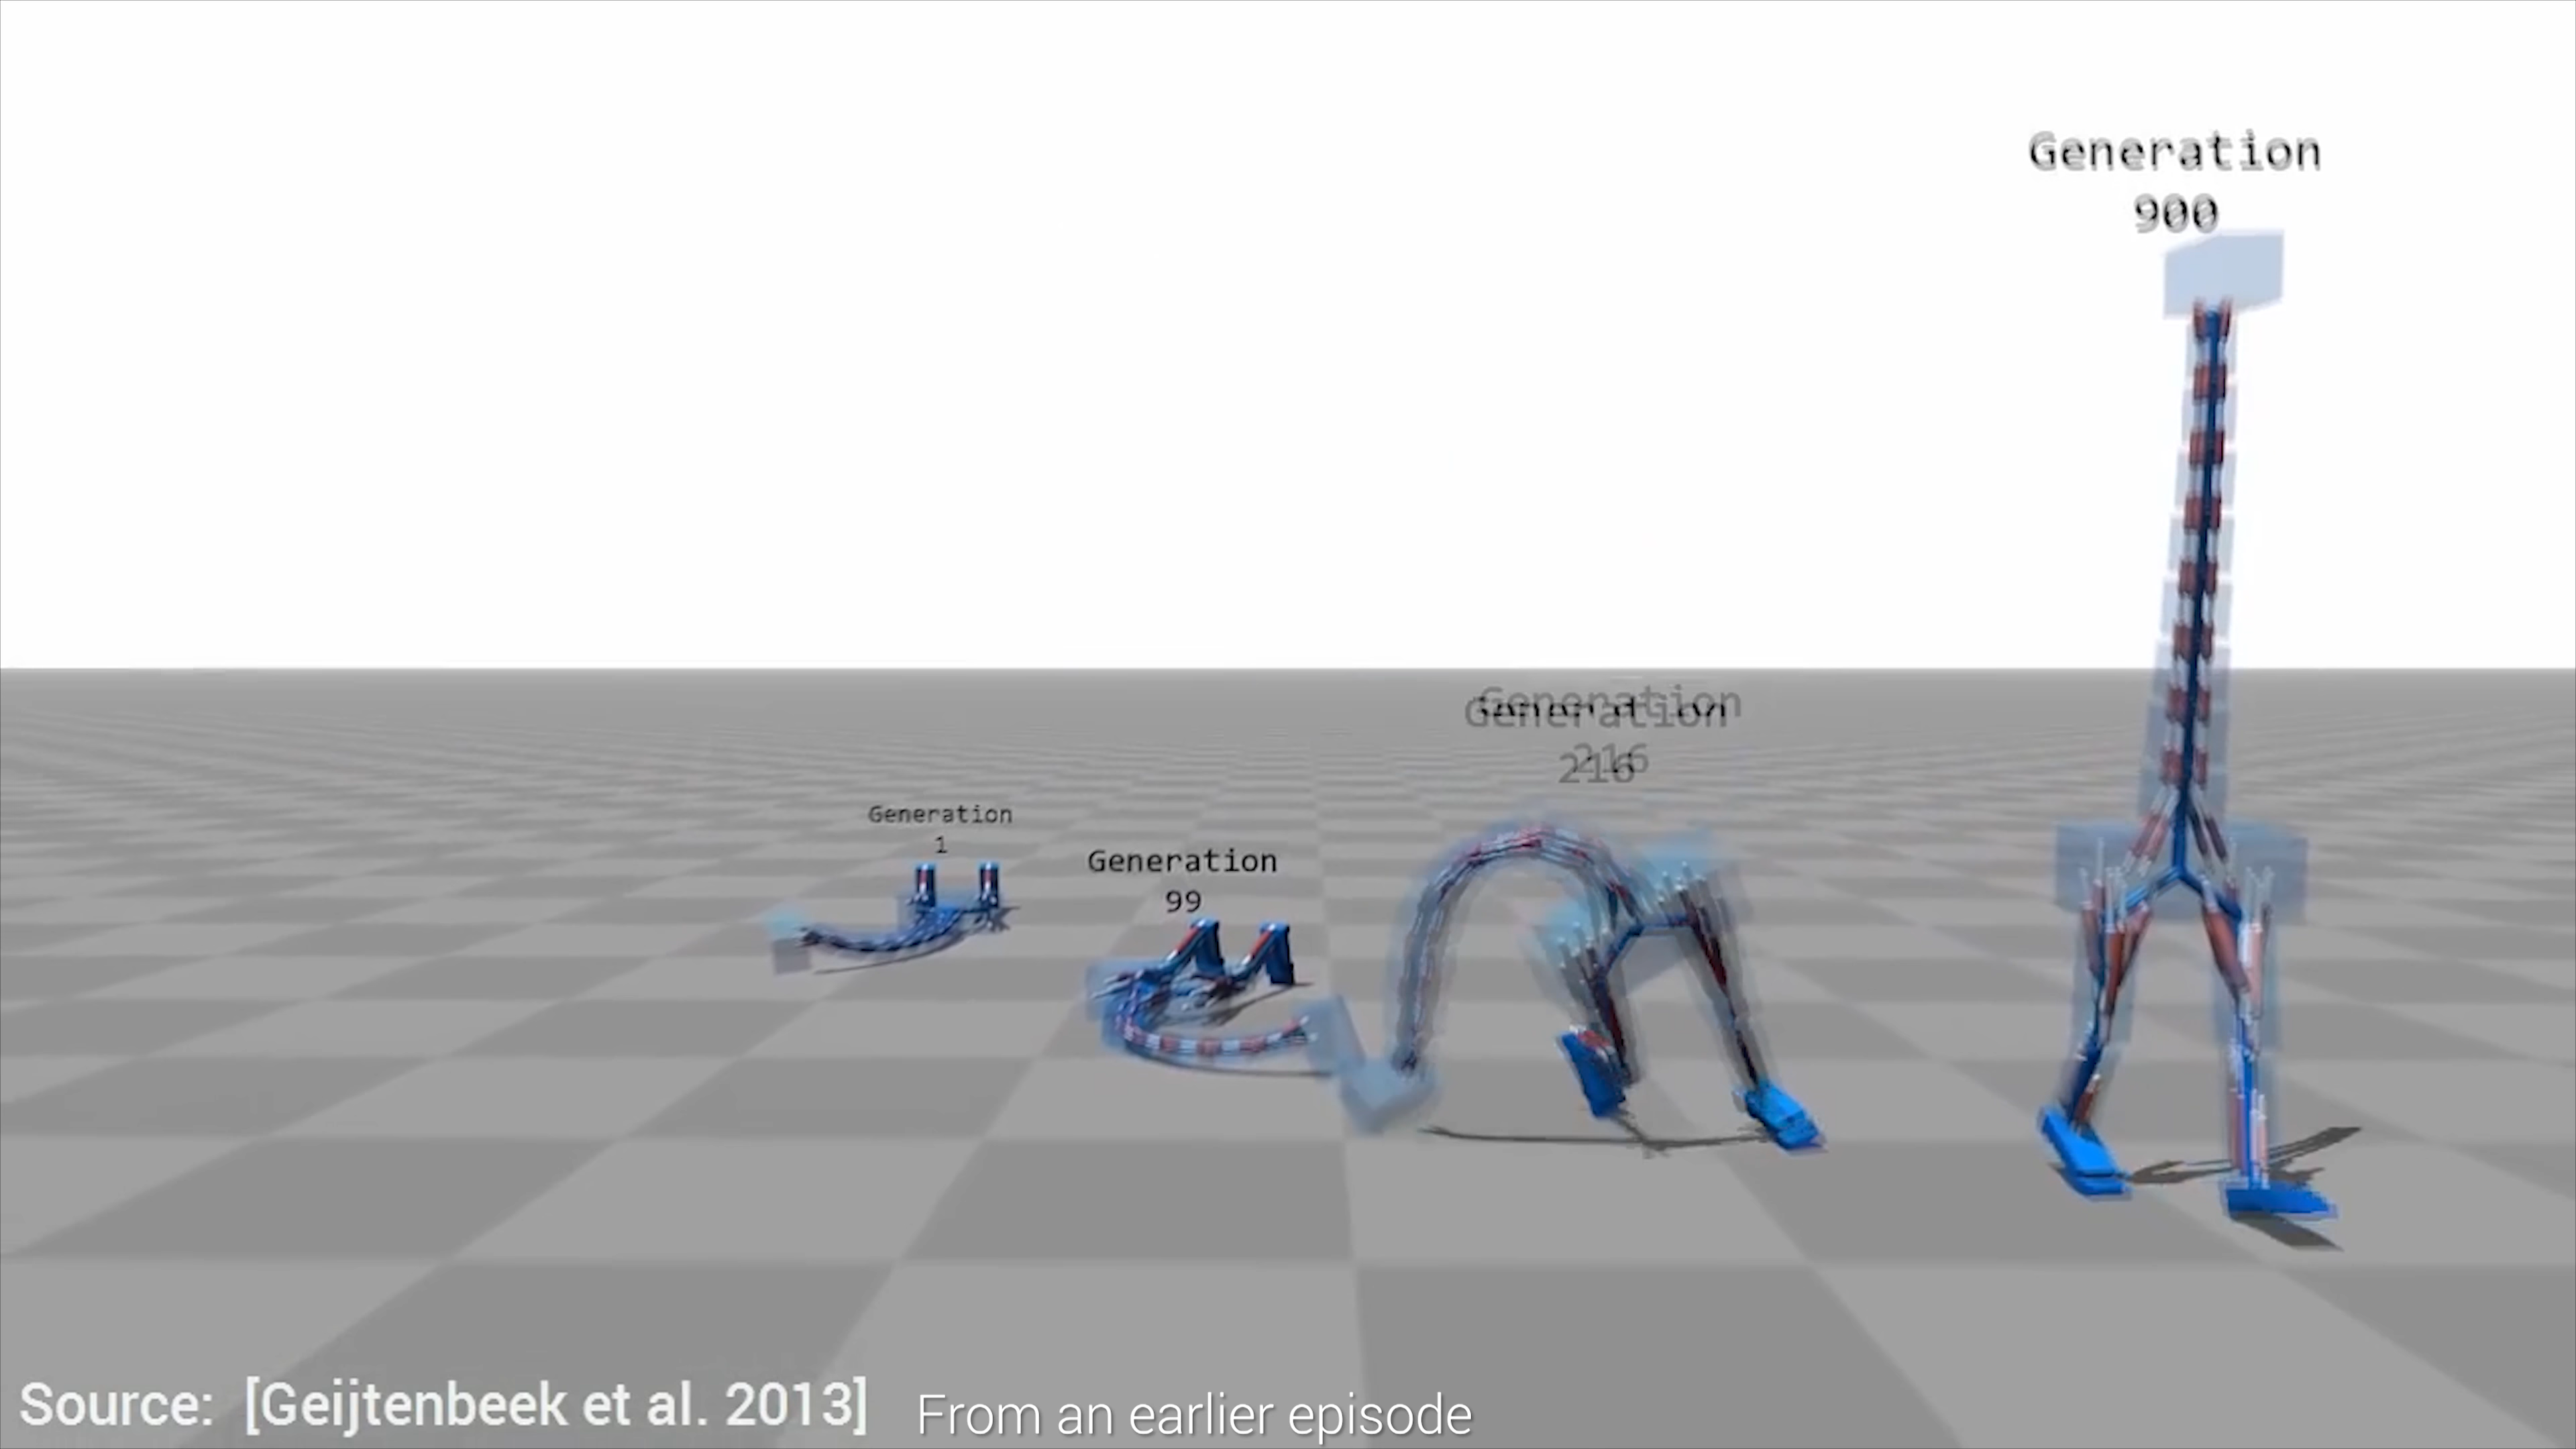 Generation
900
Generation
216
Generation
1
Generation
99
Source: [Geijtenbeek et al. 2013]
From an earlier episode